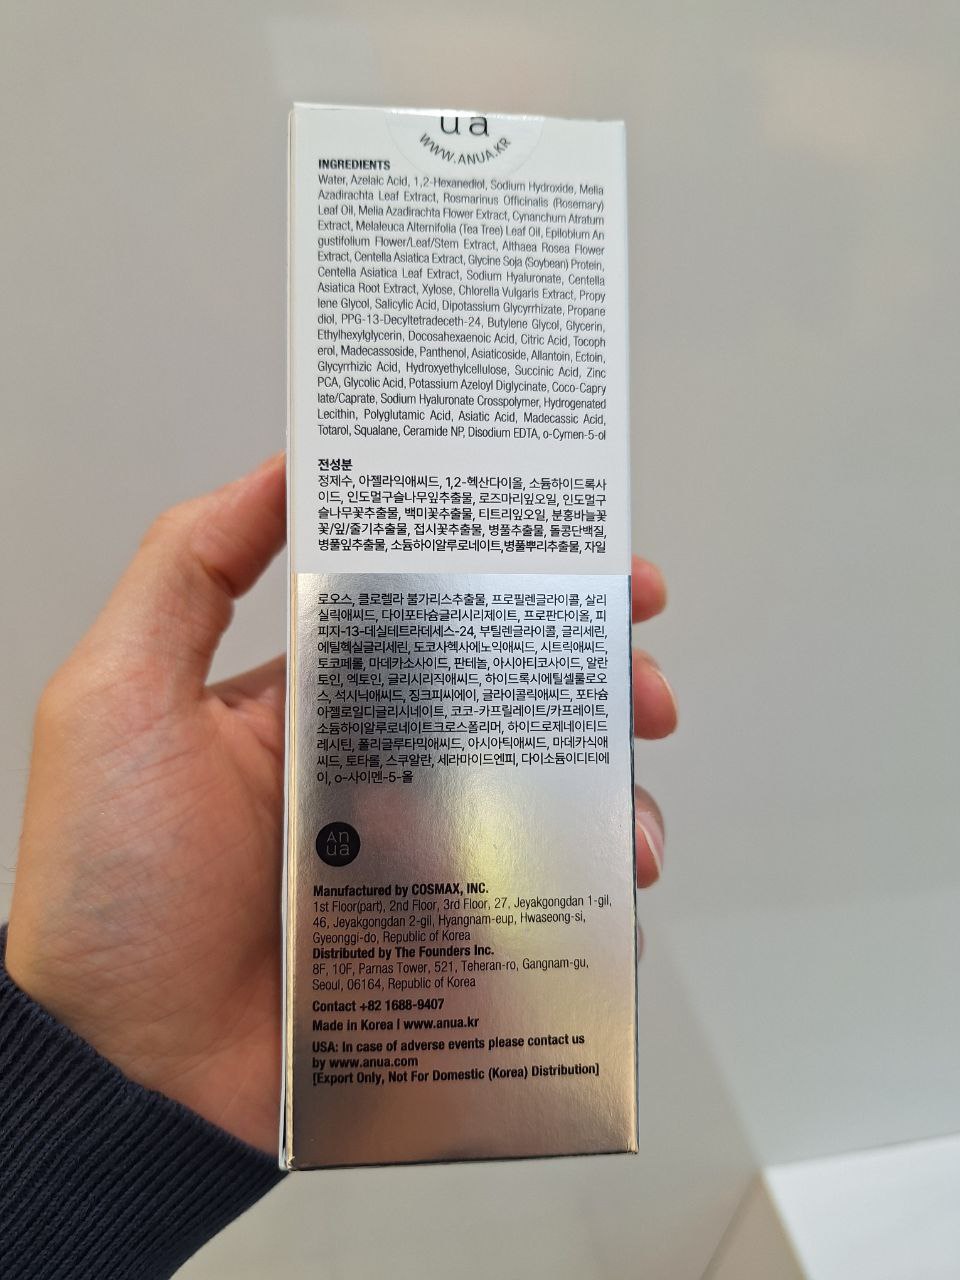 ua
WWW.ANUA.KR
INGREDIENTS
Water, Azelaic Acid, 1,2-Hexanediol, Sodium Hydroxide, Melia
Azadirachta Leaf Extract, Rosmarinus Officinalis (Rosemary)
Leaf Oil, Melia Azadirachta Flower Extract, Cynanchum Atratum
Extract, Melaleuca Alternifolia (Tea Tree) Leaf Oil, Epilobium An
gustifolium Flower/Leaf/Stem Extract, Althaea Rosea Flower
Extract, Centella Asiatica Extract, Glycine Soja (Soybean) Protein,
Centella Asiatica Leaf Extract, Sodium Hyaluronate, Centella
Asiatica Root Extract, Xylose, Chlorella Vulgaris Extract, Propy
lene Glycol, Salicylic Acid, Dipotassium Glycyrrhizate, Propane
diol, PPG-13-Decyltetradeceth-24, Butylene Glycol, Glycerin,
Ethylhexylglycerin, Docosahexaenoic Acid, Citric Acid, Tocoph
erol, Madecassoside, Panthenol, Asiaticoside, Allantoin, Ectoin,
Glycyrrhizic Acid, Hydroxyethylcellulose, Succinic Acid, Zinc
PCA, Glycolic Acid, Potassium Azeloyl Diglycinate, Coco-Capry
late/Caprate, Sodium Hyaluronate Crosspolymer, Hydrogenated
Lecithin, Polyglutamic Acid, Asiatic Acid, Madecassic Acid,
Totarol, Squalane, Ceramide NP, Disodium EDTA, o-Cymen-5-ol
전성분
정제수, 아젤라익애씨드, 1,2-헥산다이올, 소듐하이드록사
이드, 인도멀구슬나무잎추출물, 로즈마리잎오일, 인도멀구
슬나무꽃추출물, 백미꽃추출물, 티트리잎오일, 분홍바늘꽃
꽃/잎/줄기추출물, 접시꽃추출물, 병풀추출물, 돌콩단백질,
병풀잎추출물, 소듐하이알루로네이트,병풀뿌리추출물, 자일
로오스, 클로렐라 불가리스추출물, 프로필렌글라이콜, 살리
실릭애씨드, 다이포타슘글리시리제이트, 프로판다이올, 피
피지-13-데실테트라데세스-24, 부틸렌글라이콜, 글리세린,
에틸헥실글리세린, 도코사헥사에노익애씨드, 시트릭애씨드,
토코페롤, 마데카소사이드, 판테놀, 아시아티코사이드, 알란
토인, 엑토인, 글리시리직애씨드, 하이드록시에틸셀룰로오
스, 석시닉애씨드, 징크피씨에이, 글라이콜릭애씨드, 포타슘
아젤로일디글리시네이트, 코코-카프릴레이트/카프레이트,
소듐하이알루로네이트크로스폴리머, 하이드로제네이티드
레시틴, 폴리글루타믹애씨드, 아시아틱애씨드, 마데카식애
씨드, 토타롤, 스쿠알란, 세라마이드엔피, 다이소듐이디티에
이, o-사이멘-5-올
An
ua
Manufactured by COSMAX, INC.
1st Floor(part), 2nd Floor, 3rd Floor, 27, Jeyakgongdan 1-gil,
46, Jeyakgongdan 2-gil, Hyangnam-eup, Hwaseong-si,
Gyeonggi-do, Republic of Korea
Distributed by The Founders Inc.
8F, 10F, Parnas Tower, 521, Teheran-ro, Gangnam-gu,
Seoul, 06164, Republic of Korea
Contact +82 1688-9407
Made in Korea l www.anua.kr
USA: In case of adverse events please contact us
by www.anua.com
[Export Only, Not For Domestic (Korea) Distribution]